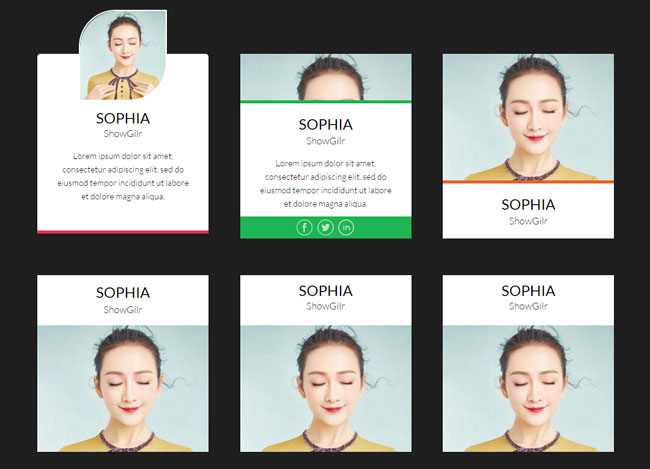 SOPHIA
ShowGilr
Lorem ipsum dolor sit amet,
consectetur adipiscing elit, sed do
eiusmod tempor incididunt ut labore
et dolore magna aliqua.
SOPHIA
ShowGilr
Lorem ipsum dolor sit amet,
consectetur adipiscing elit, sed do
eiusmod tempor incididunt ut labore
et dolore magna aliqua.
f in
SOPHIA
ShowGilr
SOPHIA
ShowGilr
SOPHIA
ShowGilr
SOPHIA
ShowGilr